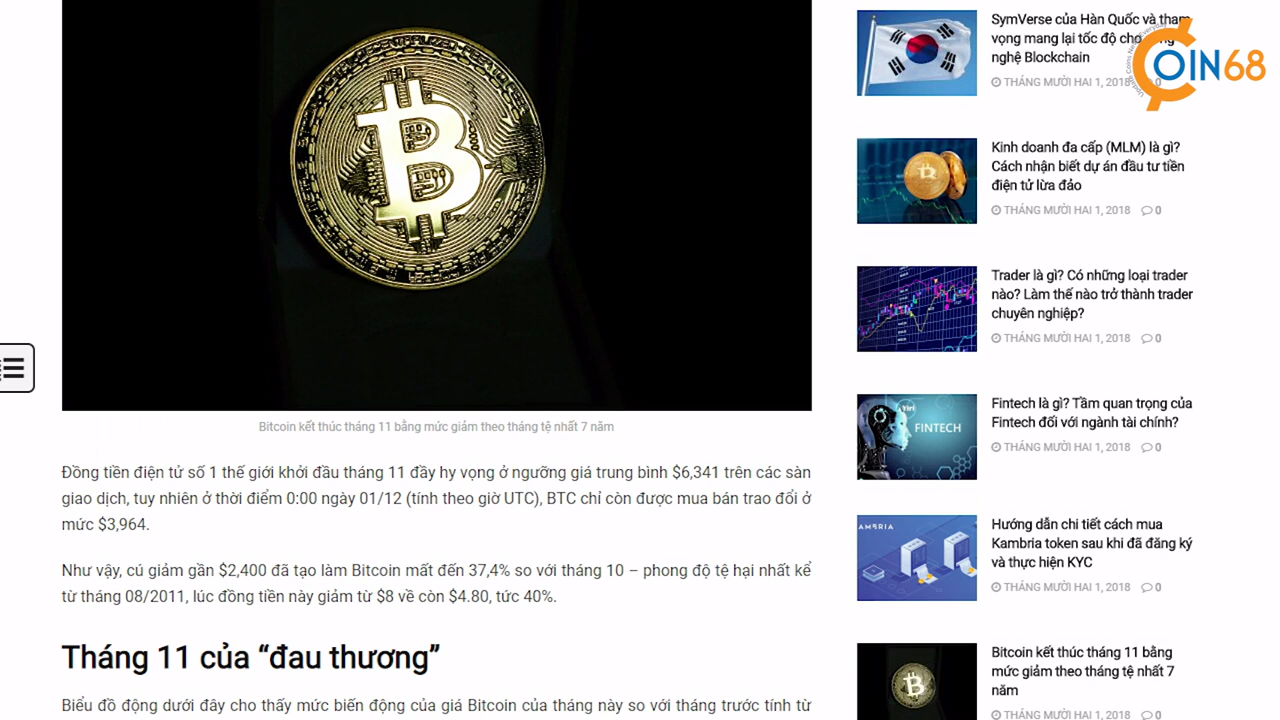 Bitcoin kết thúc tháng 11 bằng mức giảm theo tháng tệ nhất 7 năm
Đồng tiền điện tử số 1 thế giới khởi đầu tháng 11 đầy hy vọng ở ngưỡng giá trung bình $6,341 trên các sàn
giao dịch, tuy nhiên ở thời điểm 0:00 ngày 01/12 (tính theo giờ UTC), BTC chỉ còn được mua bán trao đổi ở
mức $3,964.
Như vậy, cú giảm gần $2,400 đã tạo làm Bitcoin mất đến 37,4% so với tháng 10 – phong độ tệ hại nhất kể
từ tháng 08/2011, lúc đồng tiền này giảm từ $8 về còn $4.80, tức 40%.
Tháng 11 của “đau thương”
Biểu đồ động dưới đây cho thấy mức biến động của giá Bitcoin của tháng này so với tháng trước tính từ
SymVerse của Hàn Quốc và tham
vọng mang lại tốc độ cho
nghệ Blockchain
THÁNG MƯỜI HAI 1, 2018 0
COIN68
Kinh doanh đa cấp (MLM) là gì?
Cách nhận biết dự án đầu tư tiền
điện tử lừa đảo
THÁNG MƯỜI HAI 1, 2018 0
Trader là gì? Có những loại trader
nào? Làm thế nào trở thành trader
chuyên nghiệp?
THÁNG MƯỜI HAI 1, 2018 0
FINTECH
Fintech là gì? Tầm quan trọng của
Fintech đối với ngành tài chính?
THÁNG MƯỜI HAI 1, 2018 0
AMBRIA
Hướng dẫn chi tiết cách mua
Kambria token sau khi đã đăng ký
và thực hiện KYC
THÁNG MƯỜI HAI 1, 2018 0
Bitcoin kết thúc tháng 11 bằng
mức giảm theo tháng tệ nhất 7
năm
THÁNG MƯỜI HAI 1, 2018 0